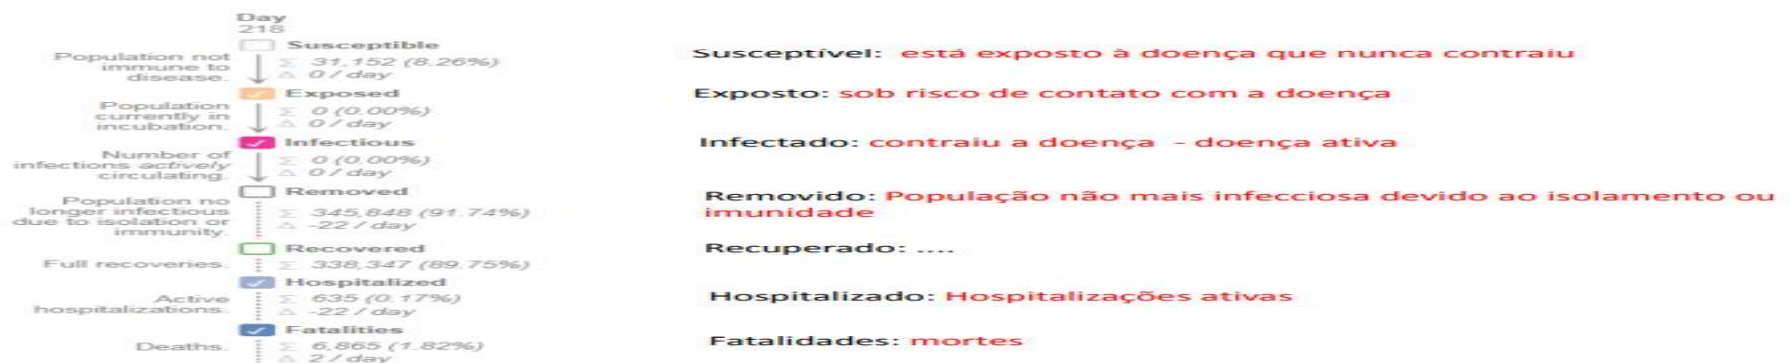 Day
218
Susceptible
Population not
immune to
disease.
Σ 31,152 (8.26%)
Δ 0 / day
Exposed
Population
currently in
incubation.
Σ 0 (0.00%)
Δ 0 / day
Infectious
Number of
infections actively
circulating.
Σ 0 (0.00%)
Δ 0 / day
Removed
Population no
longer infectious
due to isolation or
immunity.
Σ 345,848 (91.74%)
Δ -22 / day
Recovered
Full recoveries.
Σ 338,347 (89.75%)
Hospitalized
Active
hospitalizations.
Σ 635 (0.17%)
Δ -22 / day
Fatalities
Deaths.
Σ 6,865 (1.82%)
Δ 2 / day
Susceptível: está exposto à doença que nunca contraiu
Exposto: sob risco de contato com a doença
Infectado: contraiu a doença - doença ativa
Removido: População não mais infecciosa devido ao isolamento ou
imunidade
Recuperado: ....
Hospitalizado: Hospitalizações ativas
Fatalidades: mortes